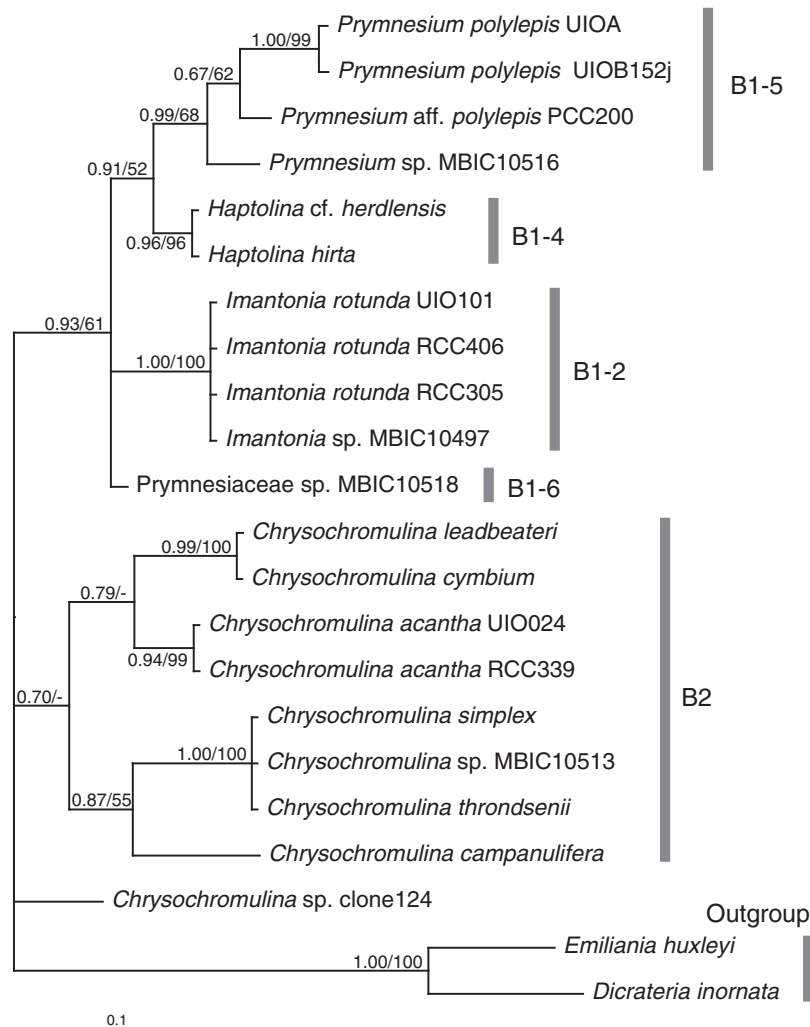 Prymnesium polylepis UIOA
1.00/99
Prymnesium polylepis UIOB152j
0.67/62
B1-5
Prymnesium aff. polylepis PCC200
0.99/68
Prymnesium sp. MBIC10516
0.91/52
Haptolina cf. herdlensis
B1-4
0.96/96
Haptolina hirta
Imantonia rotunda UIO101
0.93/61
Imantonia rotunda RCC406
1.00/100
B1-2
Imantonia rotunda RCC305
Imantonia sp. MBIC10497
Prymnesiaceae sp. MBIC10518
B1-6
Chrysochromulina leadbeateri
0.99/100
Chrysochromulina cymbium
0.79/-
Chrysochromulina acantha UIO024
0.94/99
Chrysochromulina acantha RCC339
0.70/-
B2
Chrysochromulina simplex
1.00/100
Chrysochromulina sp. MBIC10513
0.87/55
Chrysochromulina throndsenii
Chrysochromulina campanulifera
Chrysochromulina sp. clone124
Outgroup
Emiliania huxleyi
1.00/100
Dicrateria inornata
0.1